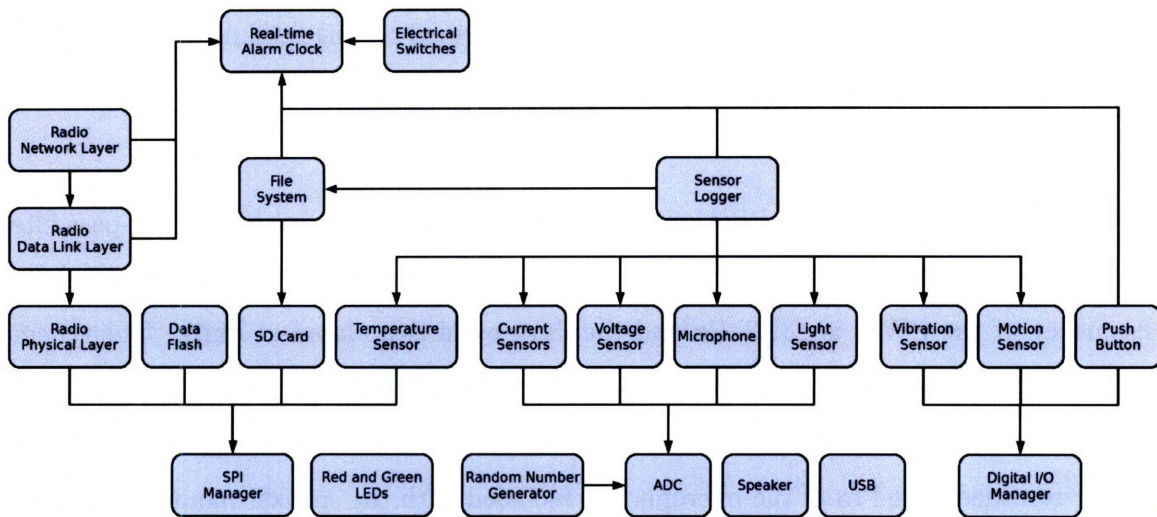 Real-time
Alarm Clock
Electrical
Switches
Radio
Network Layer
File
System
Sensor
Logger
Radio
Data Link Layer
Radio
Physical Layer
Data
Flash
SD Card
Temperature
Sensor
Current
Sensors
Voltage
Sensor
Microphone
Light
Sensor
Vibration
Sensor
Motion
Sensor
Push
Button
SPI
Manager
Red and Green
LEDs
Random Number
Generator
ADC
Speaker
USB
Digital I/O
Manager